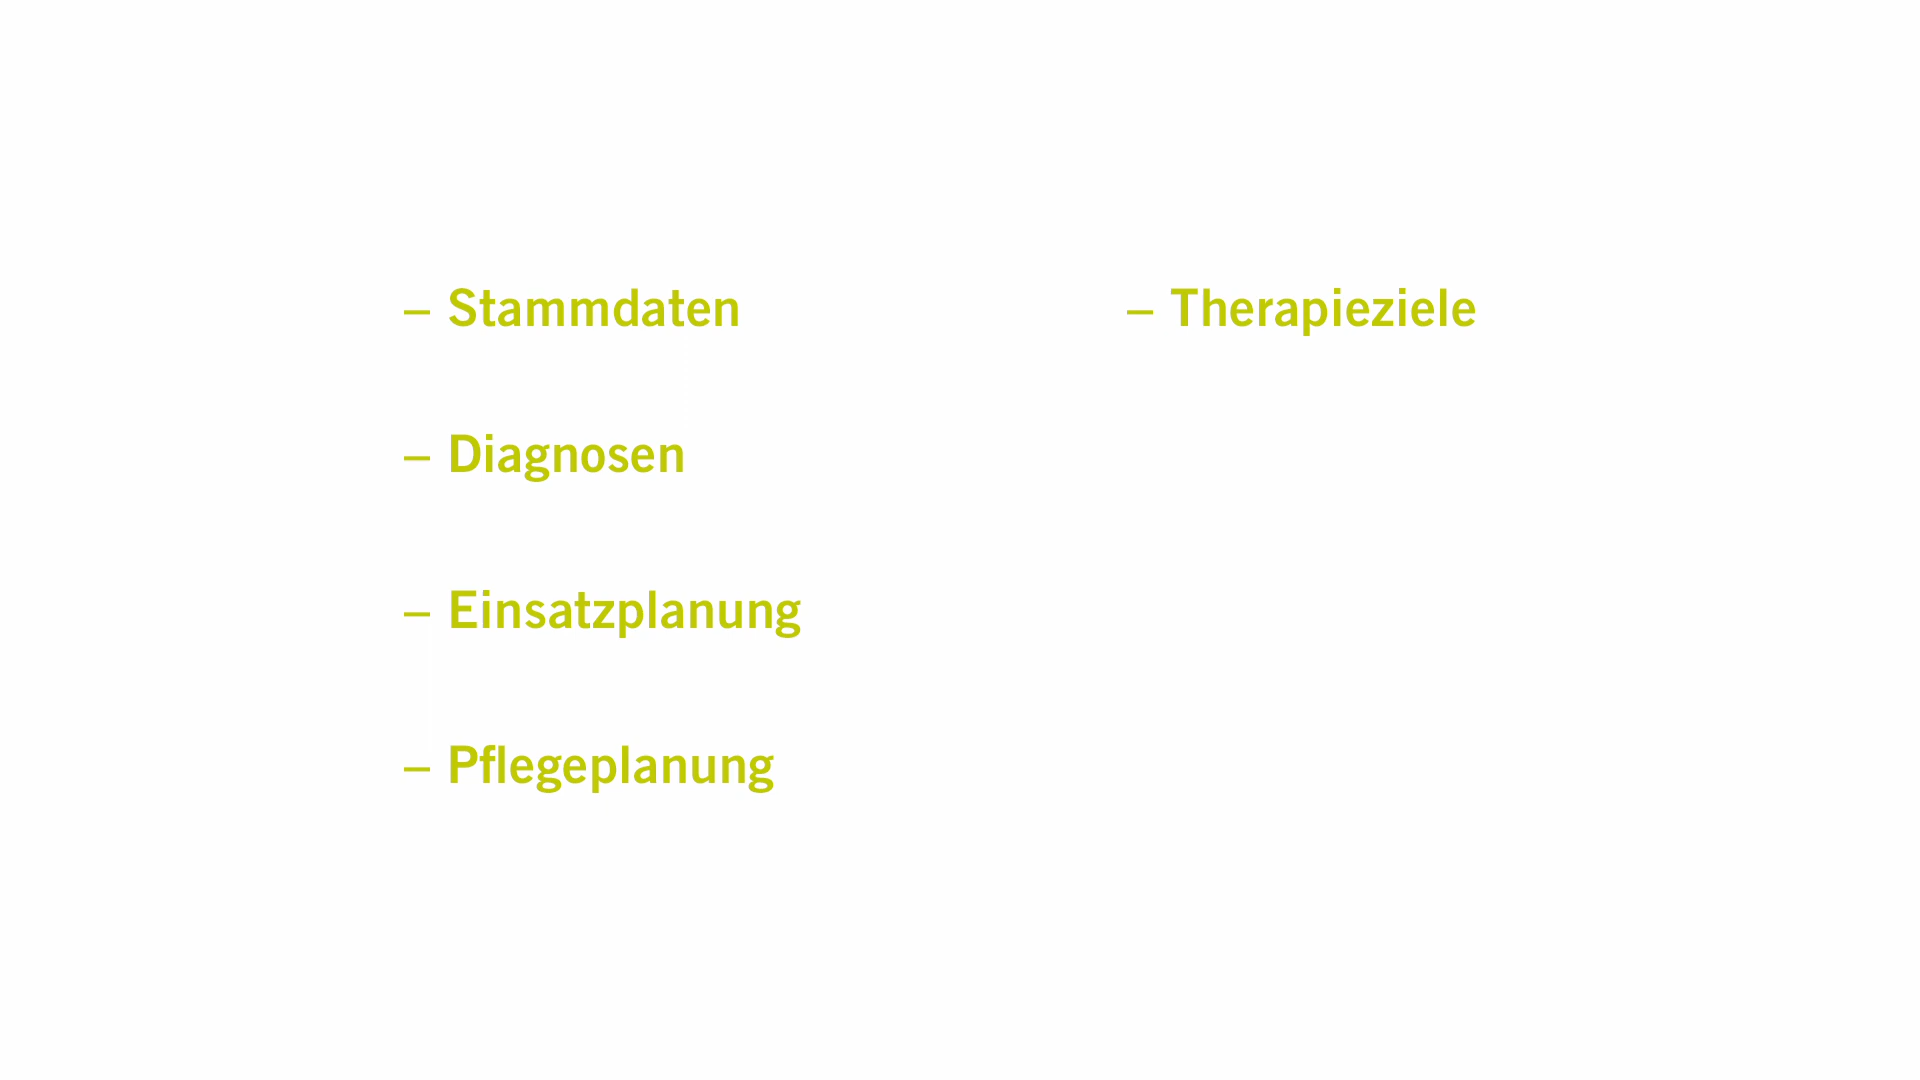 – Stammdaten
– Diagnosen
– Einsatzplanung
– Pflegeplanung
– Therapieziele